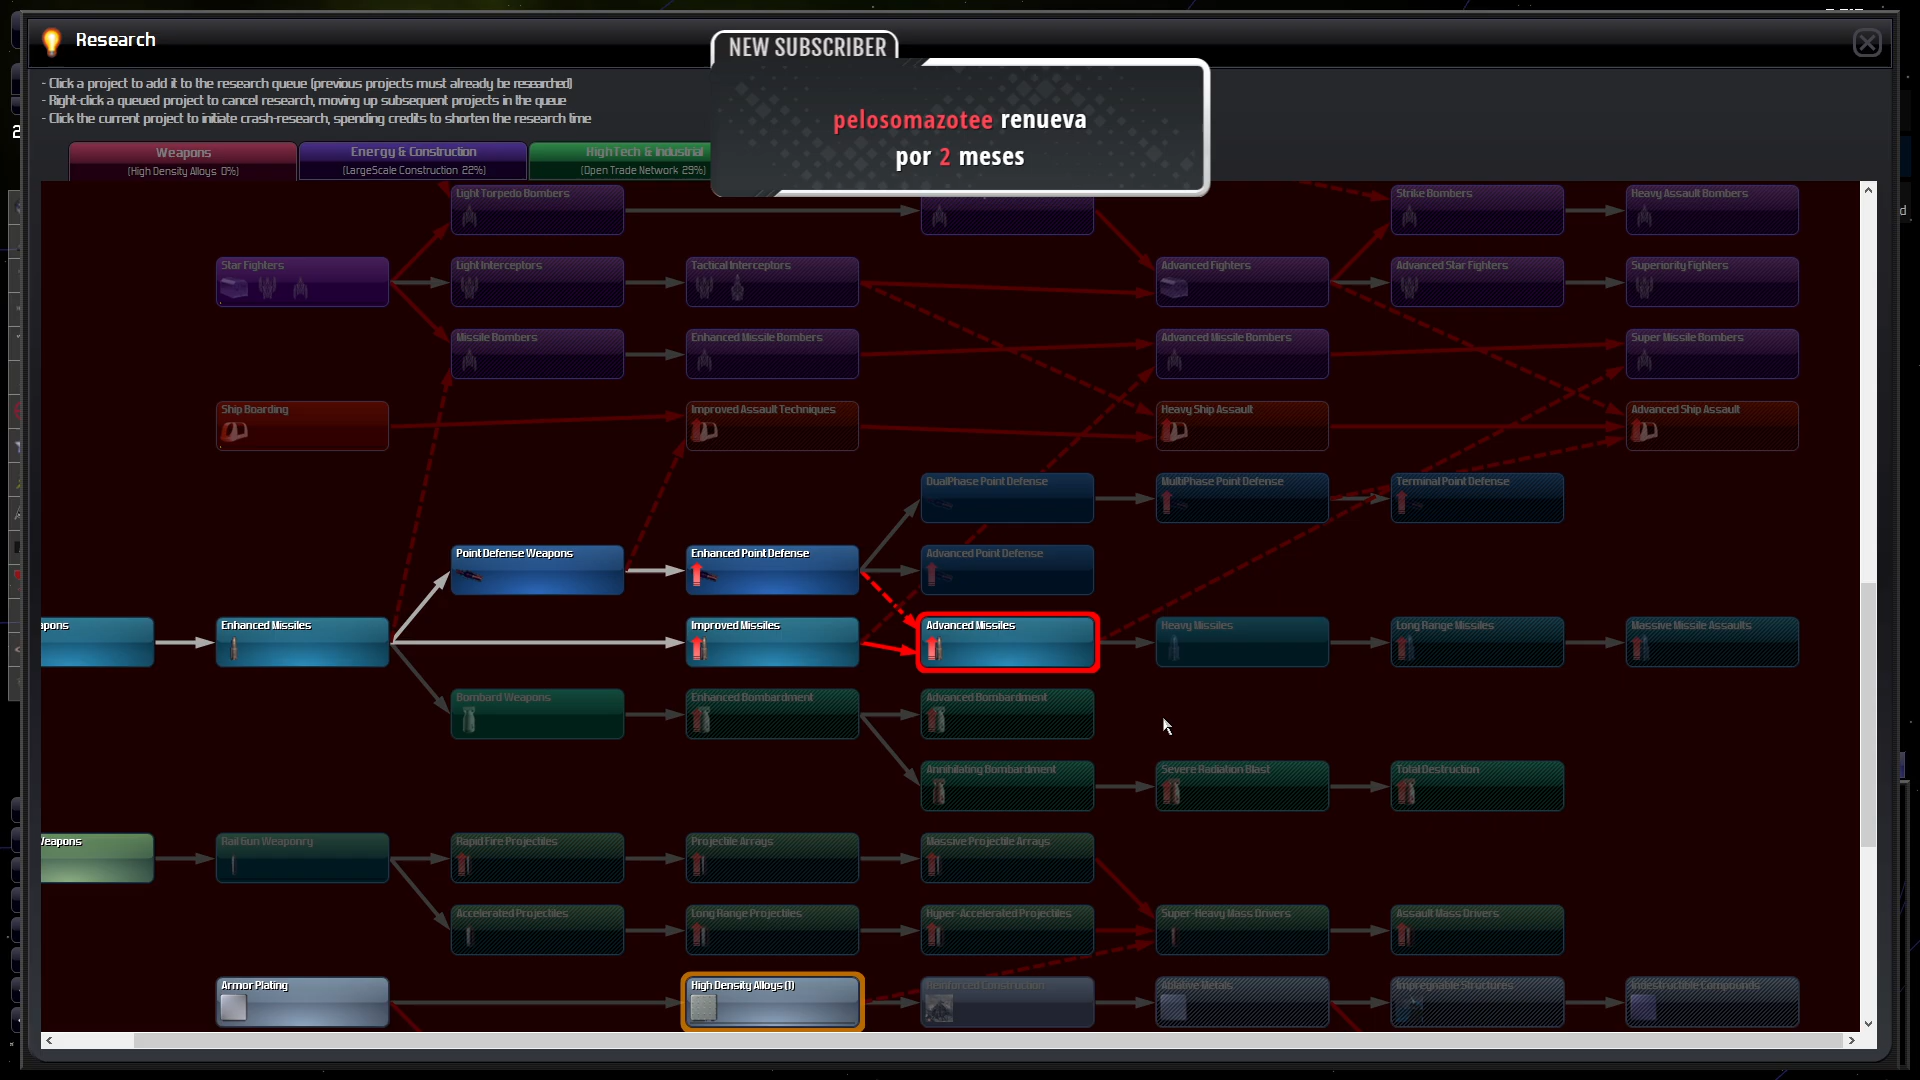 Research
NEW SUBSCRIBER
pelosomazotee renueva
por 2 meses
- Click a project to add it to the research queue (previous projects must already be researched)
- Right-click a queued project to cancel research, moving up subsequent projects in the queue
- Click the current project to initiate crash-research, spending credits to shorten the research time
Weapons
(High Density Alloys 0%)
Energy & Construction
(LargeScale Construction 22%)
HighTech & Industrial
(Open Trade Network 29%)
Light Torpedo Bombers
Strike Bombers
Heavy Assault Bombers
Star Fighters
Light Interceptors
Tactical Interceptors
Advanced Fighters
Advanced Star Fighters
Superiority Fighters
Missile Bombers
Enhanced Missile Bombers
Advanced Missile Bombers
Super Missile Bombers
Ship Boarding
Improved Assault Techniques
Heavy Ship Assault
Advanced Ship Assault
DualPhase Point Defense
MultiPhase Point Defense
Terminal Point Defense
Point Defense Weapons
Enhanced Point Defense
Advanced Point Defense
apons
Enhanced Missiles
Improved Missiles
Advanced Missiles
Heavy Missiles
Long Range Missiles
Massive Missile Assaults
Bombard Weapons
Enhanced Bombardment
Advanced Bombardment
Annihilating Bombardment
Severe Radiation Blast
Total Destruction
Weapons
Rail Gun Weaponry
Rapid Fire Projectiles
Projectile Arrays
Massive Projectile Arrays
Accelerated Projectiles
Long Range Projectiles
Hyper-Accelerated Projectiles
Super-Heavy Mass Drivers
Assault Mass Drivers
Armor Plating
High Density Alloys (1)
Reinforced Construction
Ablative Metals
Impregnable Structures
Indestructible Compounds